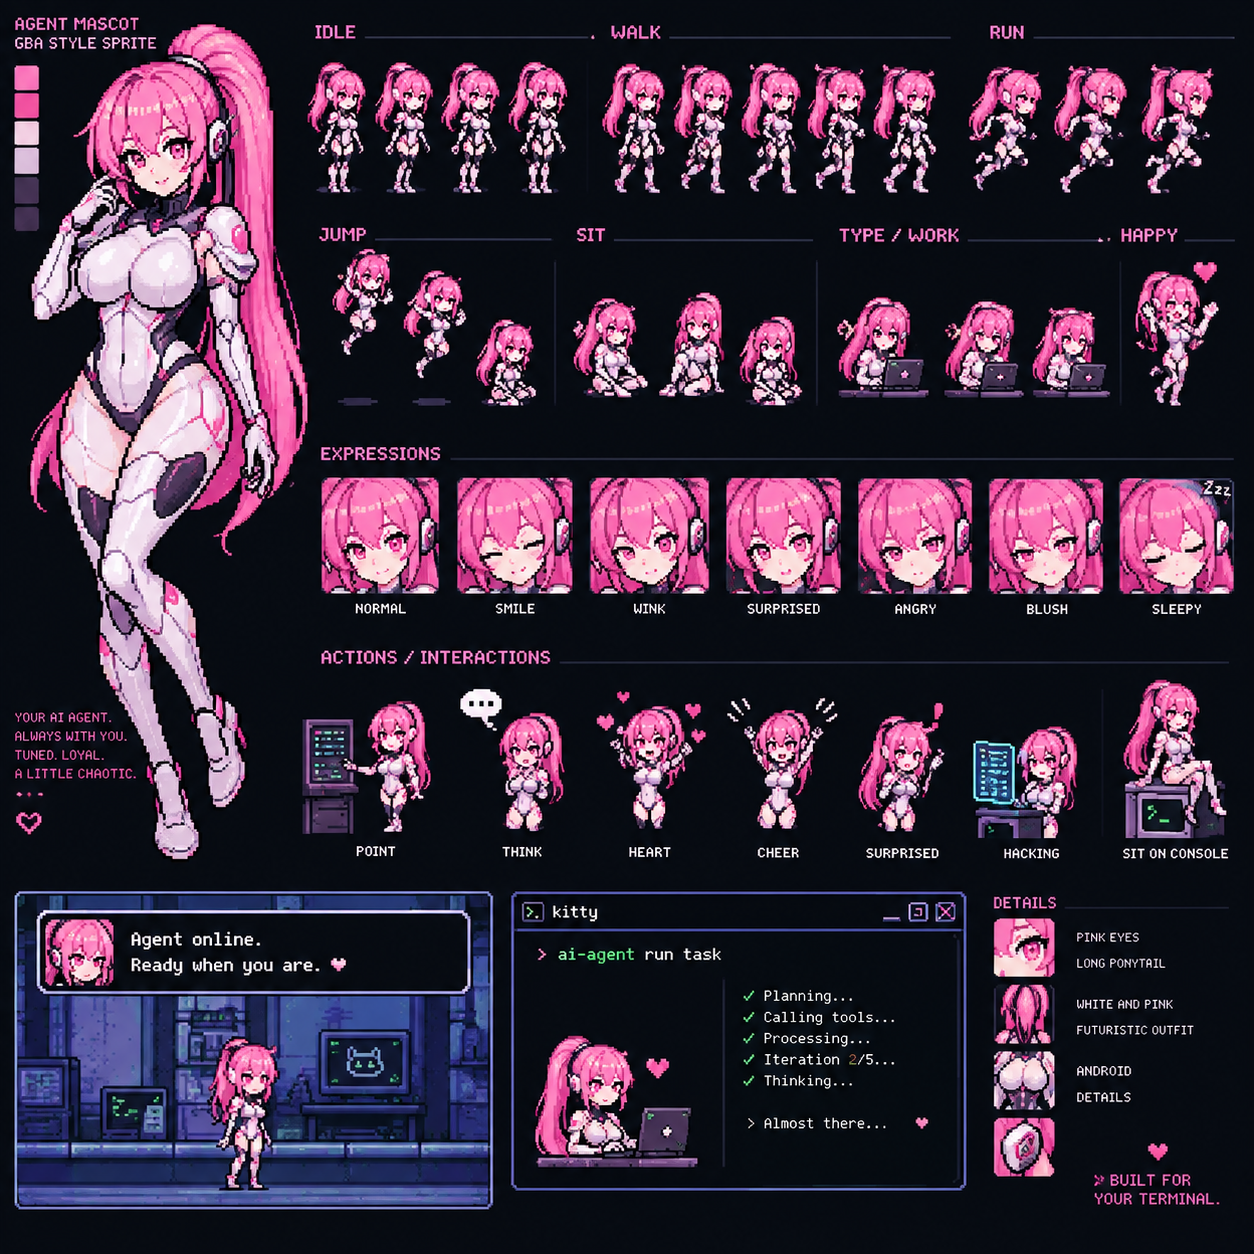 AGENT MASCOT
GBA STYLE SPRITE
IDLE
WALK
RUN
JUMP
SIT
TYPE / WORK
HAPPY
EXPRESSIONS
Zzz
NORMAL
SMILE
WINK
SURPRISED
ANGRY
BLUSH
SLEEPY
ACTIONS / INTERACTIONS
YOUR AI AGENT.
ALWAYS WITH YOU.
TUNED. LOYAL.
A LITTLE CHAOTIC.
POINT
THINK
HEART
CHEER
SURPRISED
HACKING
SIT ON CONSOLE
Agent online.
Ready when you are.
kitty
> ai-agent run task
✓ Planning...
✓ Calling tools...
✓ Processing...
✓ Iteration 2/5...
✓ Thinking...
> Almost there...
DETAILS
PINK EYES
LONG PONYTAIL
WHITE AND PINK
FUTURISTIC OUTFIT
ANDROID
DETAILS
BUILT FOR
YOUR TERMINAL.